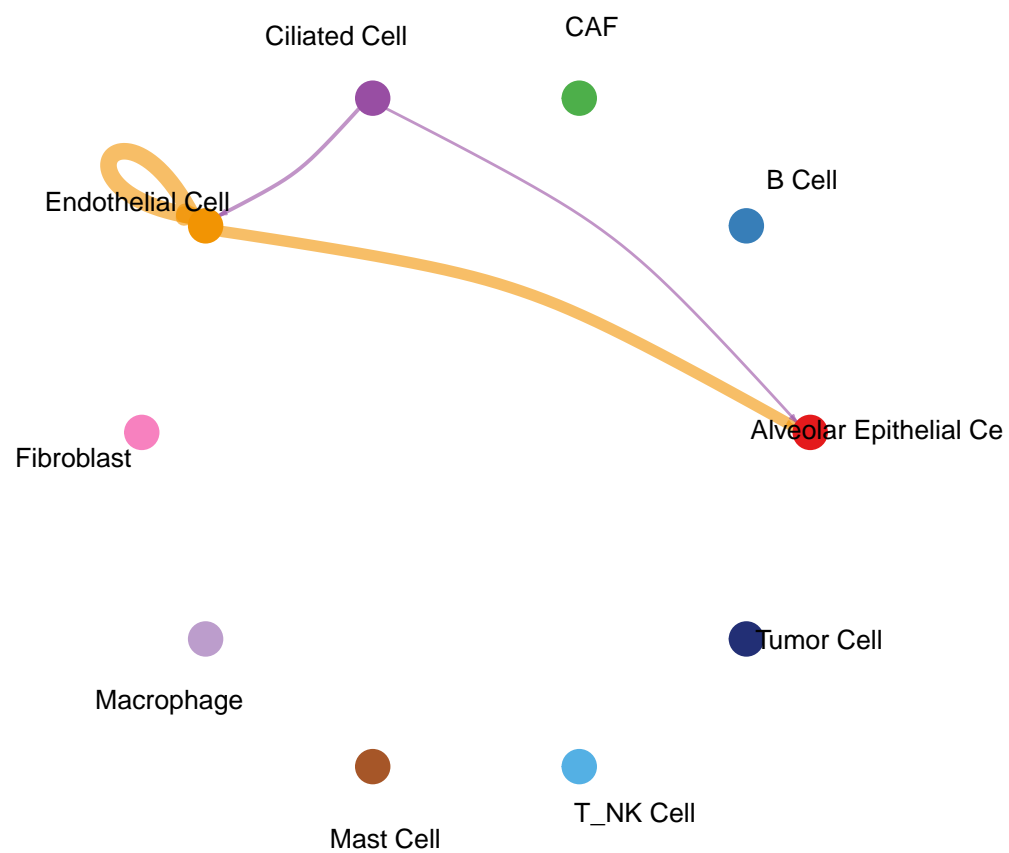 CAF
Ciliated Cell
B Cell
Endothelial Cell
Alveolar Epithelial Ce
Fibroblast
Tumor Cell
Macrophage
T_NK Cell
Mast Cell